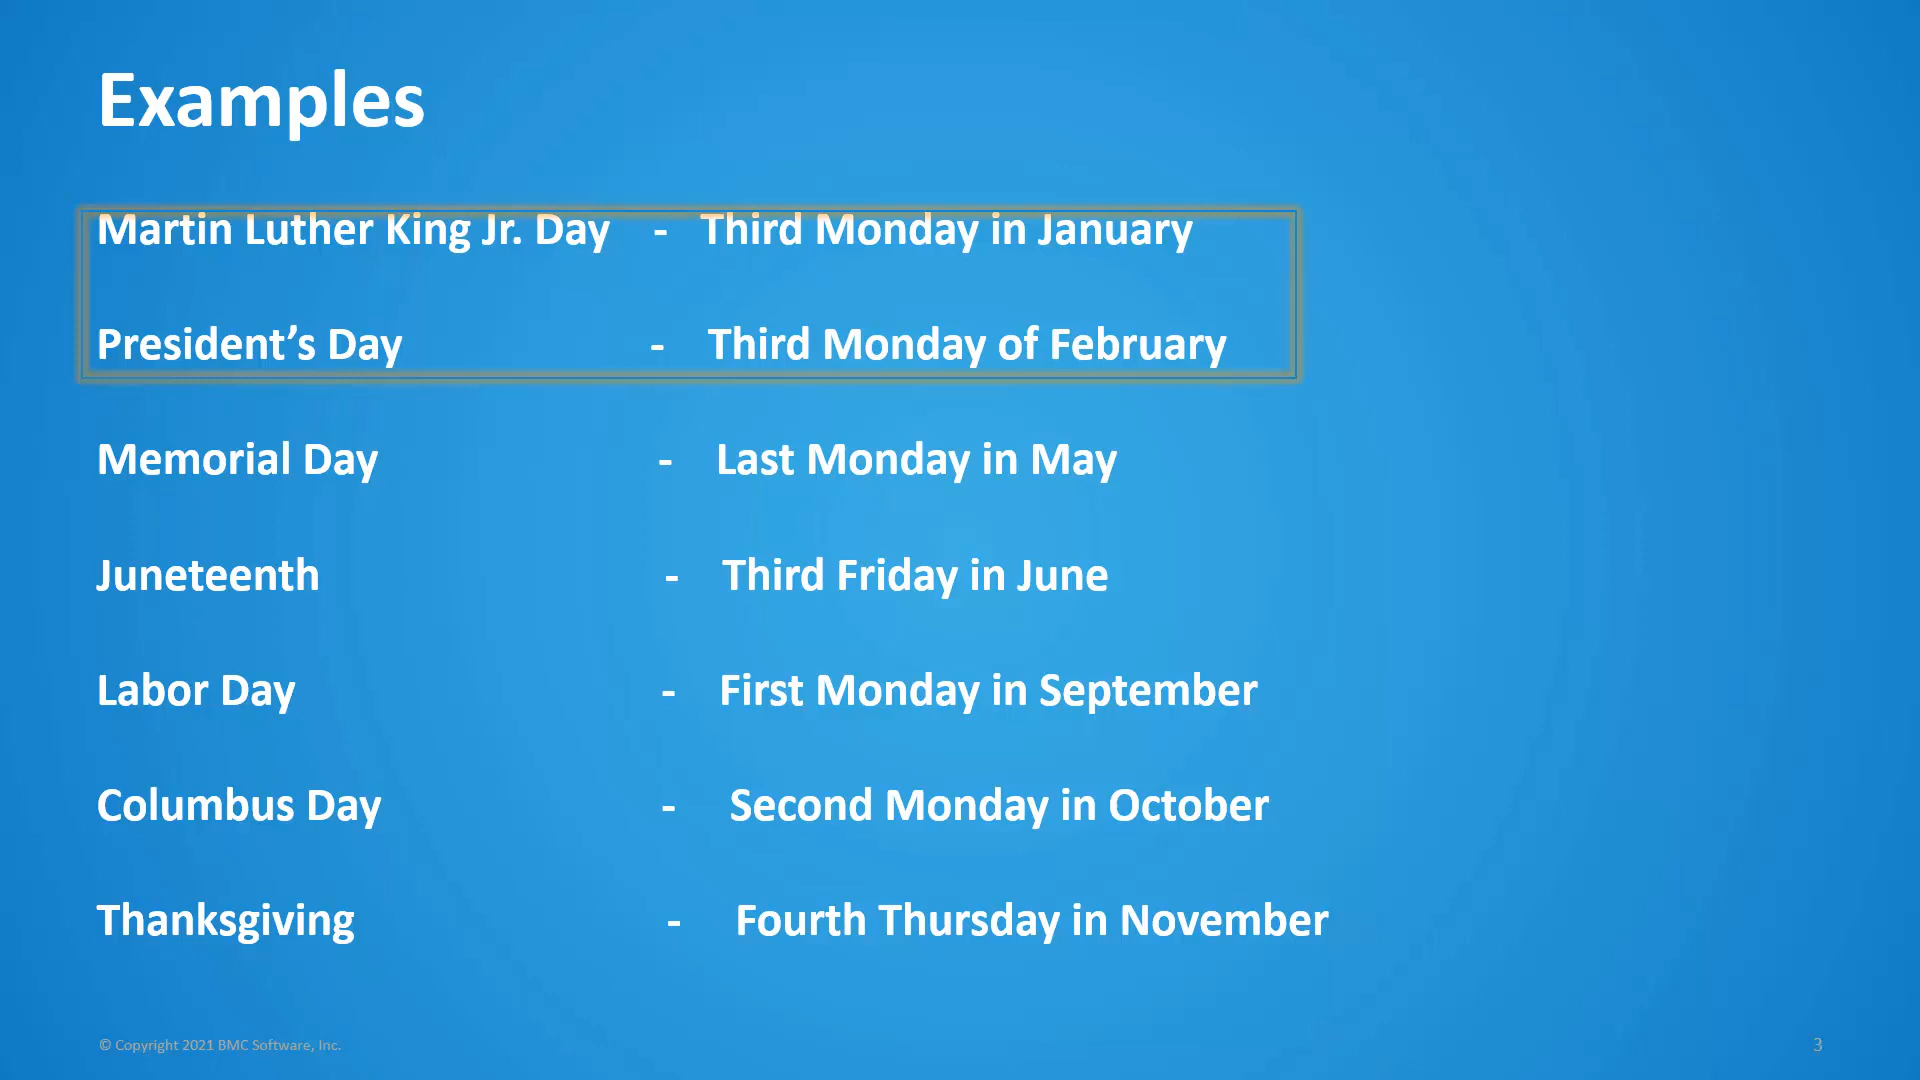 Examples
Martin Luther King Jr. Day - Third Monday in January
President’s Day - Third Monday of February
Memorial Day - Last Monday in May
Juneteenth - Third Friday in June
Labor Day - First Monday in September
Columbus Day - Second Monday in October
Thanksgiving - Fourth Thursday in November
© Copyright 2021 BMC Software, Inc.
3